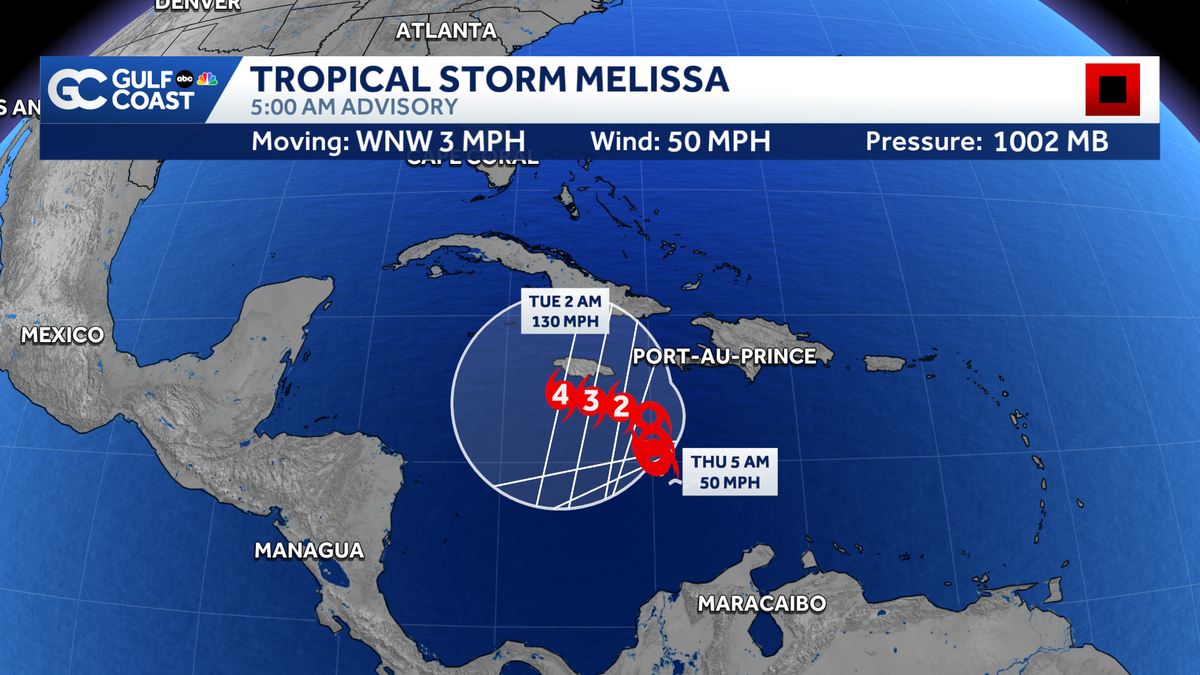 DENVER
ATLANTA
GC GULF COAST abc
TROPICAL STORM MELISSA
5:00 AM ADVISORY
S AN
Moving: WNW 3 MPH Wind: 50 MPH Pressure: 1002 MB
CAPE CORAL
TUE 2 AM
130 MPH
MEXICO
PORT-AU-PRINCE
4 3 2
THU 5 AM
50 MPH
MANAGUA
MARACAIBO